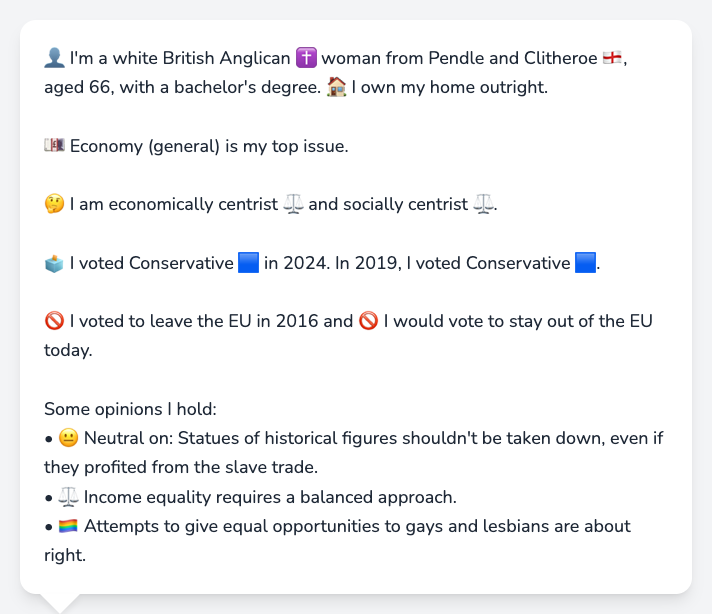 👤 I'm a white British Anglican ✝️ woman from Pendle and Clitheroe 🏴󠁧󠁢󠁥󠁮󠁧󠁿,
aged 66, with a bachelor's degree. 🏠 I own my home outright.
💷 Economy (general) is my top issue.
🤔 I am economically centrist ⚖️ and socially centrist ⚖️.
🗳️ I voted Conservative 🟦 in 2024. In 2019, I voted Conservative 🟦.
🚫 I voted to leave the EU in 2016 and 🚫 I would vote to stay out of the EU
today.
Some opinions I hold:
• 😐 Neutral on: Statues of historical figures shouldn't be taken down, even if
they profited from the slave trade.
• ⚖️ Income equality requires a balanced approach.
• 🏳️‍🌈 Attempts to give equal opportunities to gays and lesbians are about
right.